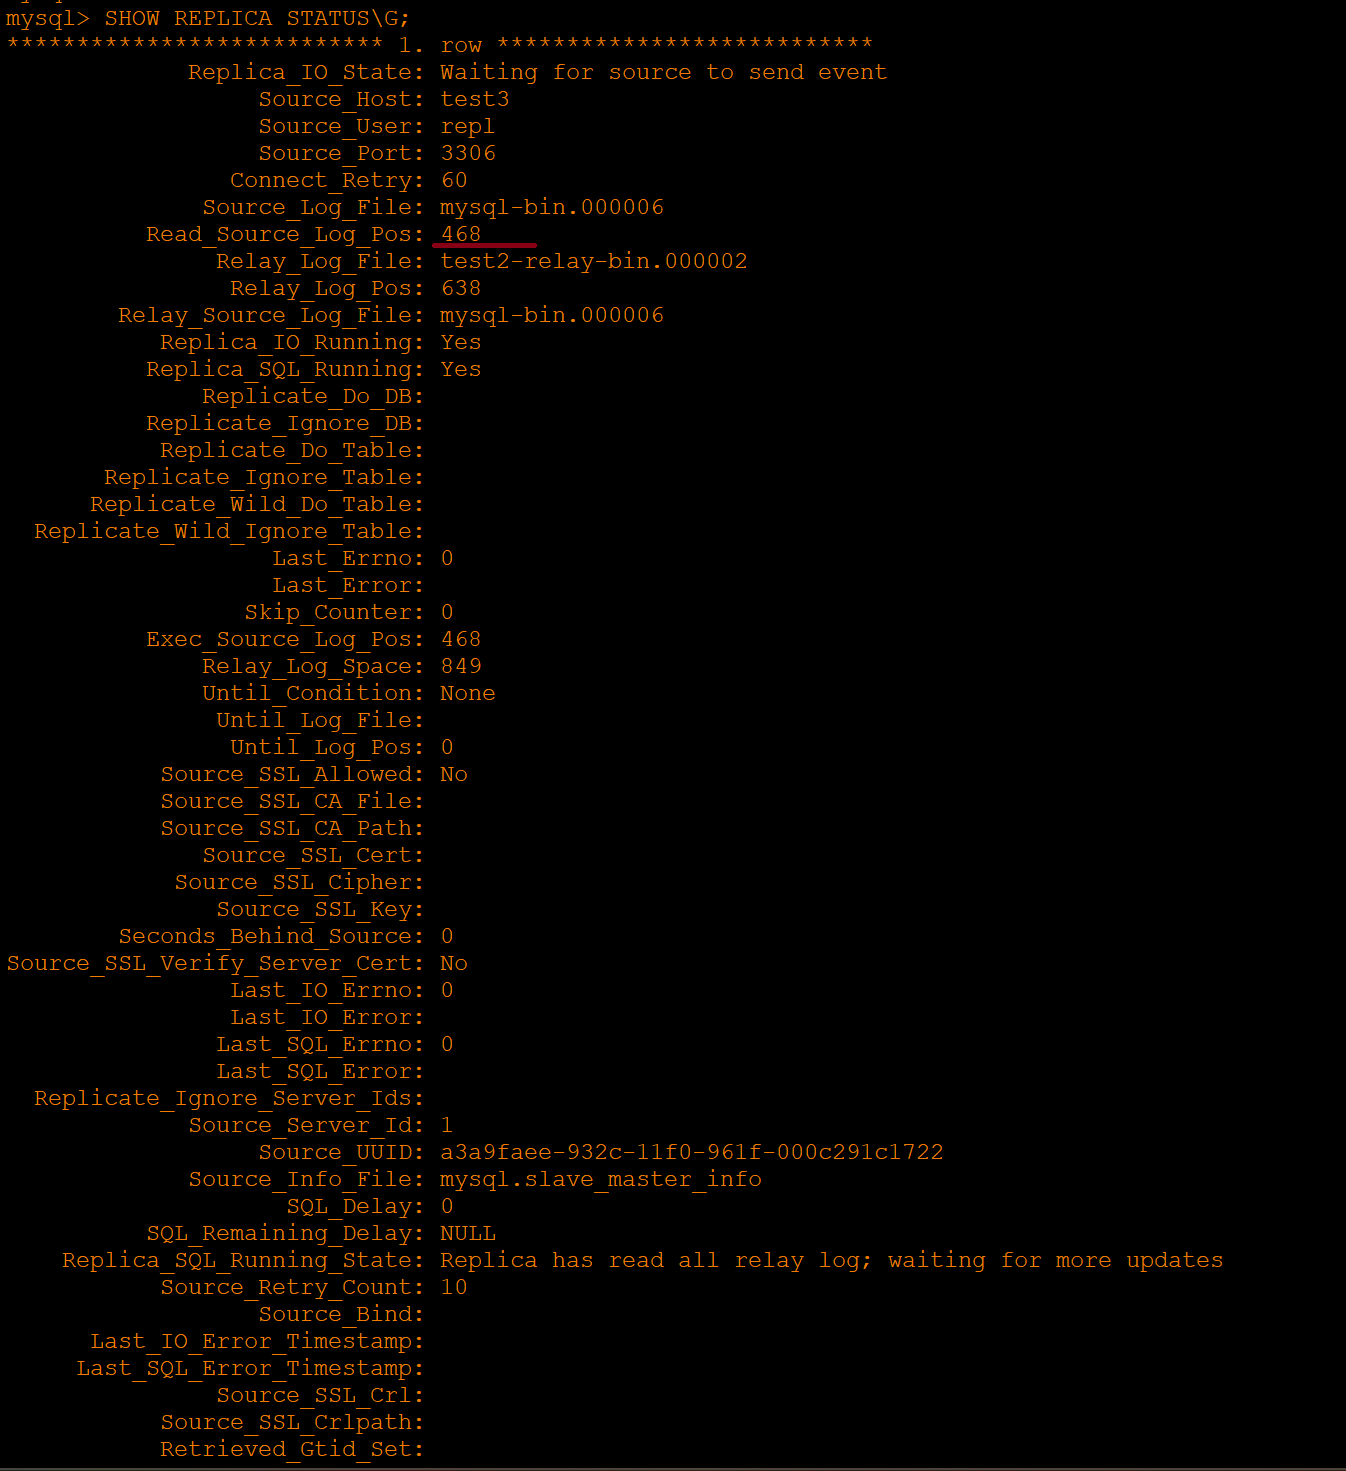 mysql> SHOW REPLICA STATUS\G;
*************************** 1. row ***************************
Replica_IO_State: Waiting for source to send event
Source_Host: test3
Source_User: repl
Source_Port: 3306
Connect_Retry: 60
Source_Log_File: mysql-bin.000006
Read_Source_Log_Pos: 468
Relay_Log_File: test2-relay-bin.000002
Relay_Log_Pos: 638
Relay_Source_Log_File: mysql-bin.000006
Replica_IO_Running: Yes
Replica_SQL_Running: Yes
Replicate_Do_DB:
Replicate_Ignore_DB:
Replicate_Do_Table:
Replicate_Ignore_Table:
Replicate_Wild_Do_Table:
Replicate_Wild_Ignore_Table:
Last_Errno: 0
Last_Error:
Skip_Counter: 0
Exec_Source_Log_Pos: 468
Relay_Log_Space: 849
Until_Condition: None
Until_Log_File:
Until_Log_Pos: 0
Source_SSL_Allowed: No
Source_SSL_CA_File:
Source_SSL_CA_Path:
Source_SSL_Cert:
Source_SSL_Cipher:
Source_SSL_Key:
Seconds_Behind_Source: 0
Source_SSL_Verify_Server_Cert: No
Last_IO_Errno: 0
Last_IO_Error:
Last_SQL_Errno: 0
Last_SQL_Error:
Replicate_Ignore_Server_Ids:
Source_Server_Id: 1
Source_UUID: a3a9faee-932c-11f0-961f-000c291c1722
Source_Info_File: mysql.slave_master_info
SQL_Delay: 0
SQL_Remaining_Delay: NULL
Replica_SQL_Running_State: Replica has read all relay log; waiting for more updates
Source_Retry_Count: 10
Source_Bind:
Last_IO_Error_Timestamp:
Last_SQL_Error_Timestamp:
Source_SSL_Crl:
Source_SSL_Crlpath:
Retrieved_Gtid_Set: